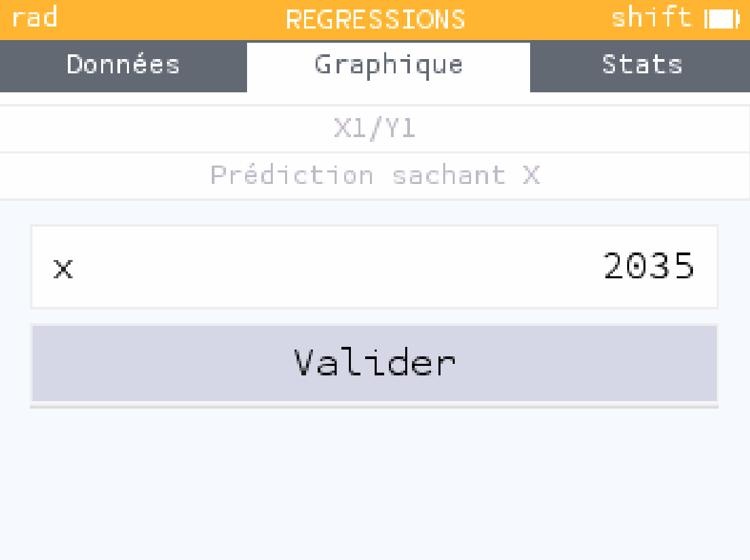 rad REGRESSIONS shift
Données Graphique Stats
X1/Y1
Prédiction sachant X
x 2035
Valider